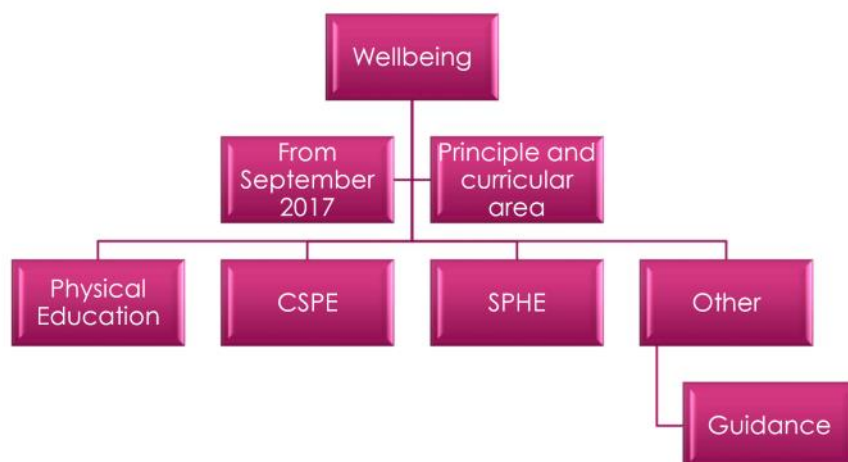 Wellbeing
From
September
2017
Principle and
curricular
area
Physical
Education
CSPE
SPHE
Other
Guidance